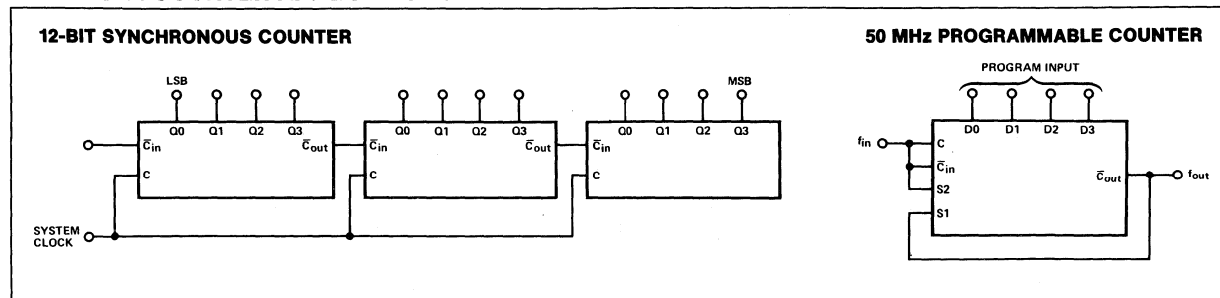 12-BIT SYNCHRONOUS COUNTER
LSB
Q0 Q1 Q2 Q3
C̅in
C̅out
C
Q0 Q1 Q2 Q3
C̅in
C̅out
C
MSB
Q0 Q1 Q2 Q3
C̅in
C
SYSTEM
CLOCK
50 MHz PROGRAMMABLE COUNTER
PROGRAM INPUT
D0 D1 D2 D3
fin
C
C̅in
S2
S1
C̅out
fout